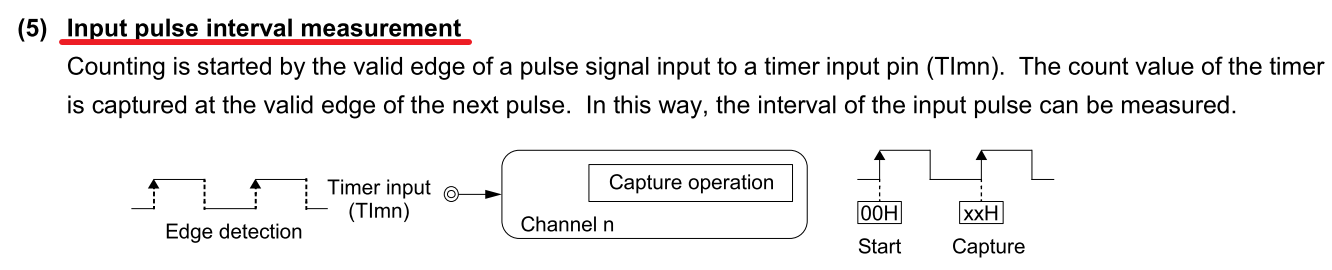 (5) Input pulse interval measurement
Counting is started by the valid edge of a pulse signal input to a timer input pin (TImn). The count value of the timer
is captured at the valid edge of the next pulse. In this way, the interval of the input pulse can be measured.
Edge detection
Timer input
(TImn)
Capture operation
Channel n
00H
xxH
Start
Capture